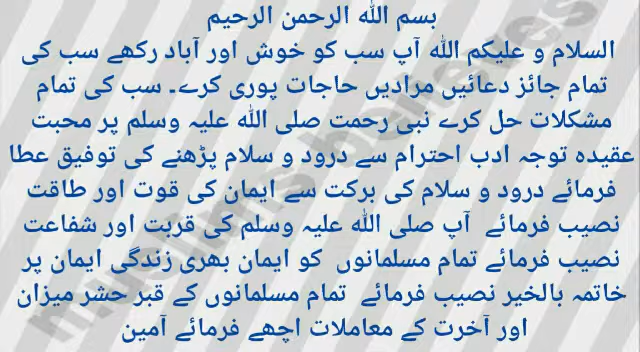 بسم اللہ الرحمن الرحیم
السلام و علیکم اللہ آپ سب کو خوش اور آباد رکھے سب کی
تمام جائز دعائیں مرادیں حاجات پوری کرے۔ سب کی تمام
مشکلات حل کرے نبی رحمت صلی اللہ علیہ وسلم پر محبت
عقیدہ توجہ ادب احترام سے درود و سلام پڑھنے کی توفیق عطا
فرمائے درود و سلام کی برکت سے ایمان کی قوت اور طاقت
نصیب فرمائے آپ صلی اللہ علیہ وسلم کی قربت اور شفاعت
نصیب فرمائے تمام مسلمانوں کو ایمان بھری زندگی ایمان پر
خاتمہ بالخیر نصیب فرمائے تمام مسلمانوں کے قبر حشر میزان
اور آخرت کے معاملات اچھے فرمائے آمین
muslims believes